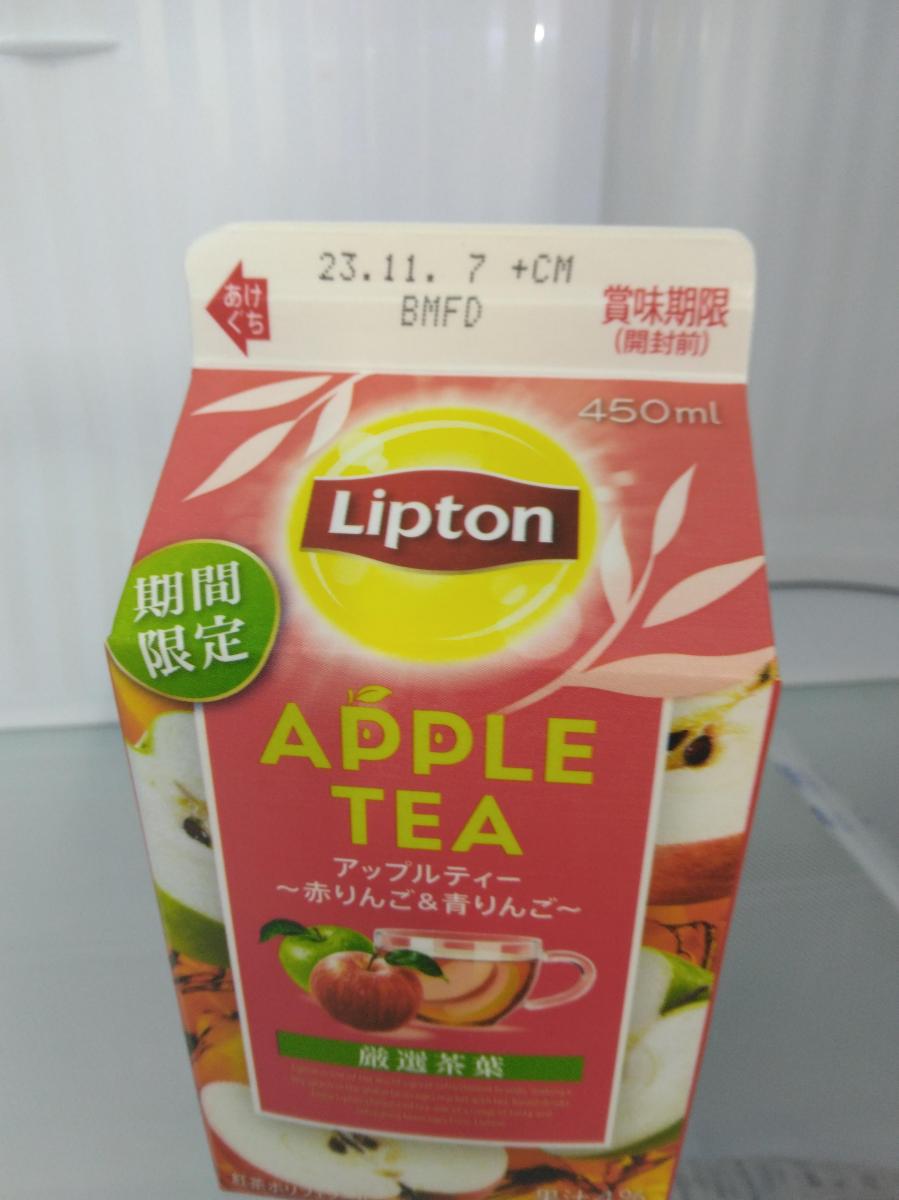 23.11. 7 +CM
BMFD
あけ
ぐち
賞味期限
(開封前)
450ml
Lipton
期間
限定
APPLE
TEA
アップルティー
～赤りんご&青りんご～
厳選茶葉